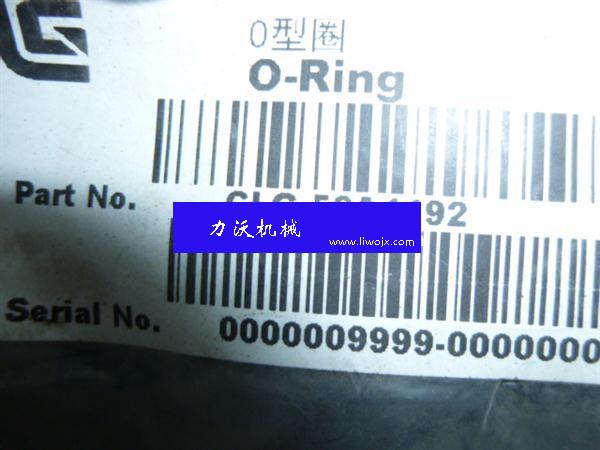 O型圈
O-Ring
Part No.
力沃机械
www.liwojx.com
Serial No. 0000009999-0000000